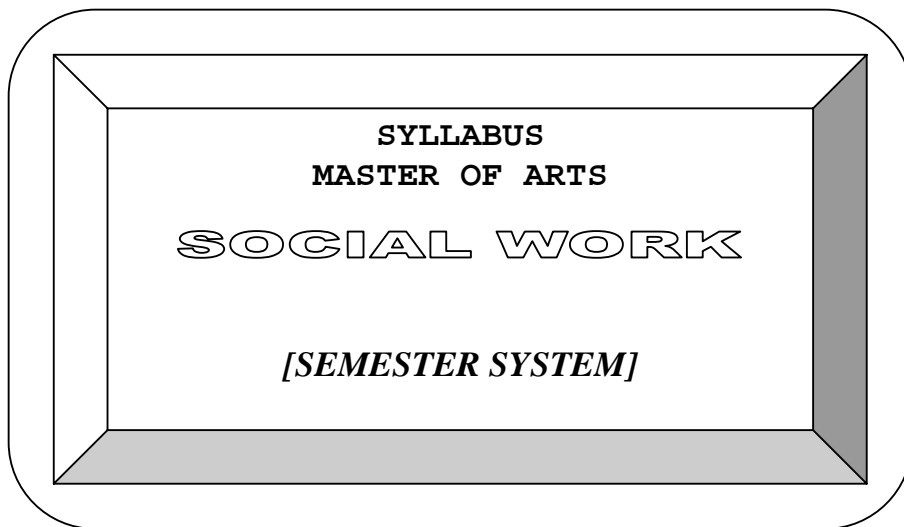 SYLLABUS
MASTER OF ARTS
SOCIAL WORK
[SEMESTER SYSTEM]